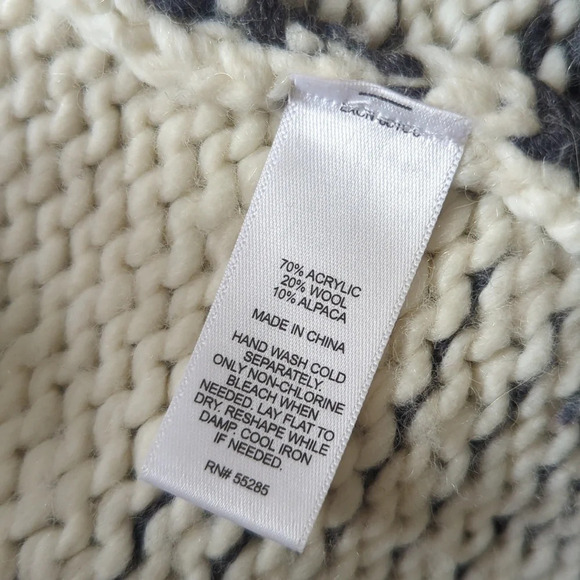 70% ACRYLIC
20% WOOL
10% ALPACA
MADE IN CHINA
HAND WASH COLD
SEPARATELY.
ONLY NON-CHLORINE
BLEACH WHEN
NEEDED. LAY FLAT TO
DRY. RESHAPE WHILE
DAMP. COOL IRON
IF NEEDED.
RN# 55285